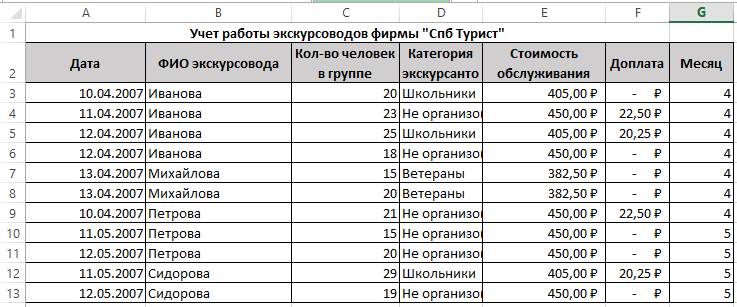 A B C D E F G
1 Учет работы экскурсоводов фирмы "Спб Турист"
2 Дата ФИО экскурсовода Кол-во человек в группе Категория экскурсанто Стоимость обслуживания Доплата Месяц
3 10.04.2007 Иванова 20 Школьники 405,00 ₽ - ₽ 4
4 11.04.2007 Иванова 23 Не организо 450,00 ₽ 22,50 ₽ 4
5 12.04.2007 Иванова 25 Школьники 405,00 ₽ 20,25 ₽ 4
6 12.04.2007 Иванова 18 Не организо 450,00 ₽ - ₽ 4
7 13.04.2007 Михайлова 15 Ветераны 382,50 ₽ - ₽ 4
8 13.04.2007 Михайлова 20 Ветераны 382,50 ₽ - ₽ 4
9 10.04.2007 Петрова 21 Не организо 450,00 ₽ 22,50 ₽ 4
10 11.05.2007 Петрова 15 Не организо 450,00 ₽ - ₽ 5
11 12.05.2007 Петрова 20 Не организо 450,00 ₽ - ₽ 5
12 11.05.2007 Сидорова 29 Школьники 405,00 ₽ 20,25 ₽ 5
13 12.05.2007 Сидорова 19 Не организо 450,00 ₽ - ₽ 5